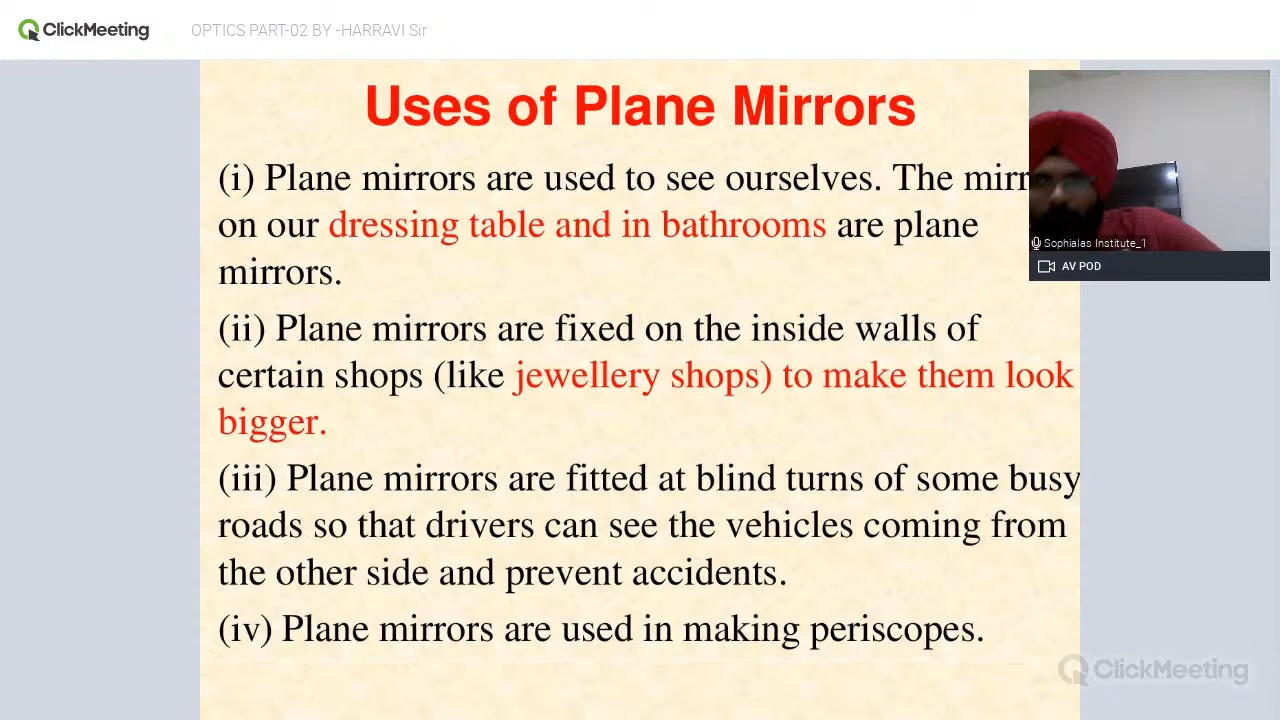 ClickMeeting
OPTICS PART-02 BY -HARRAVI Sir
Uses of Plane Mirrors
(i) Plane mirrors are used to see ourselves. The mirr
on our dressing table and in bathrooms are plane
mirrors.
(ii) Plane mirrors are fixed on the inside walls of
certain shops (like jewellery shops) to make them look
bigger.
(iii) Plane mirrors are fitted at blind turns of some busy
roads so that drivers can see the vehicles coming from
the other side and prevent accidents.
(iv) Plane mirrors are used in making periscopes.
Sophialas Institute_1
AV POD
ClickMeeting